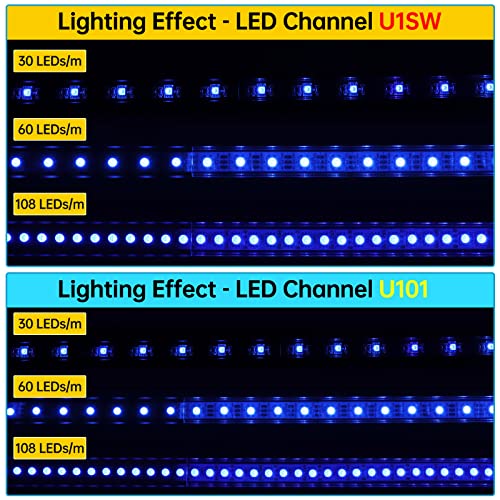 Lighting Effect - LED Channel U1SW
30 LEDs/m
60 LEDs/m
108 LEDs/m
Lighting Effect - LED Channel U101
30 LEDs/m
60 LEDs/m
108 LEDs/m